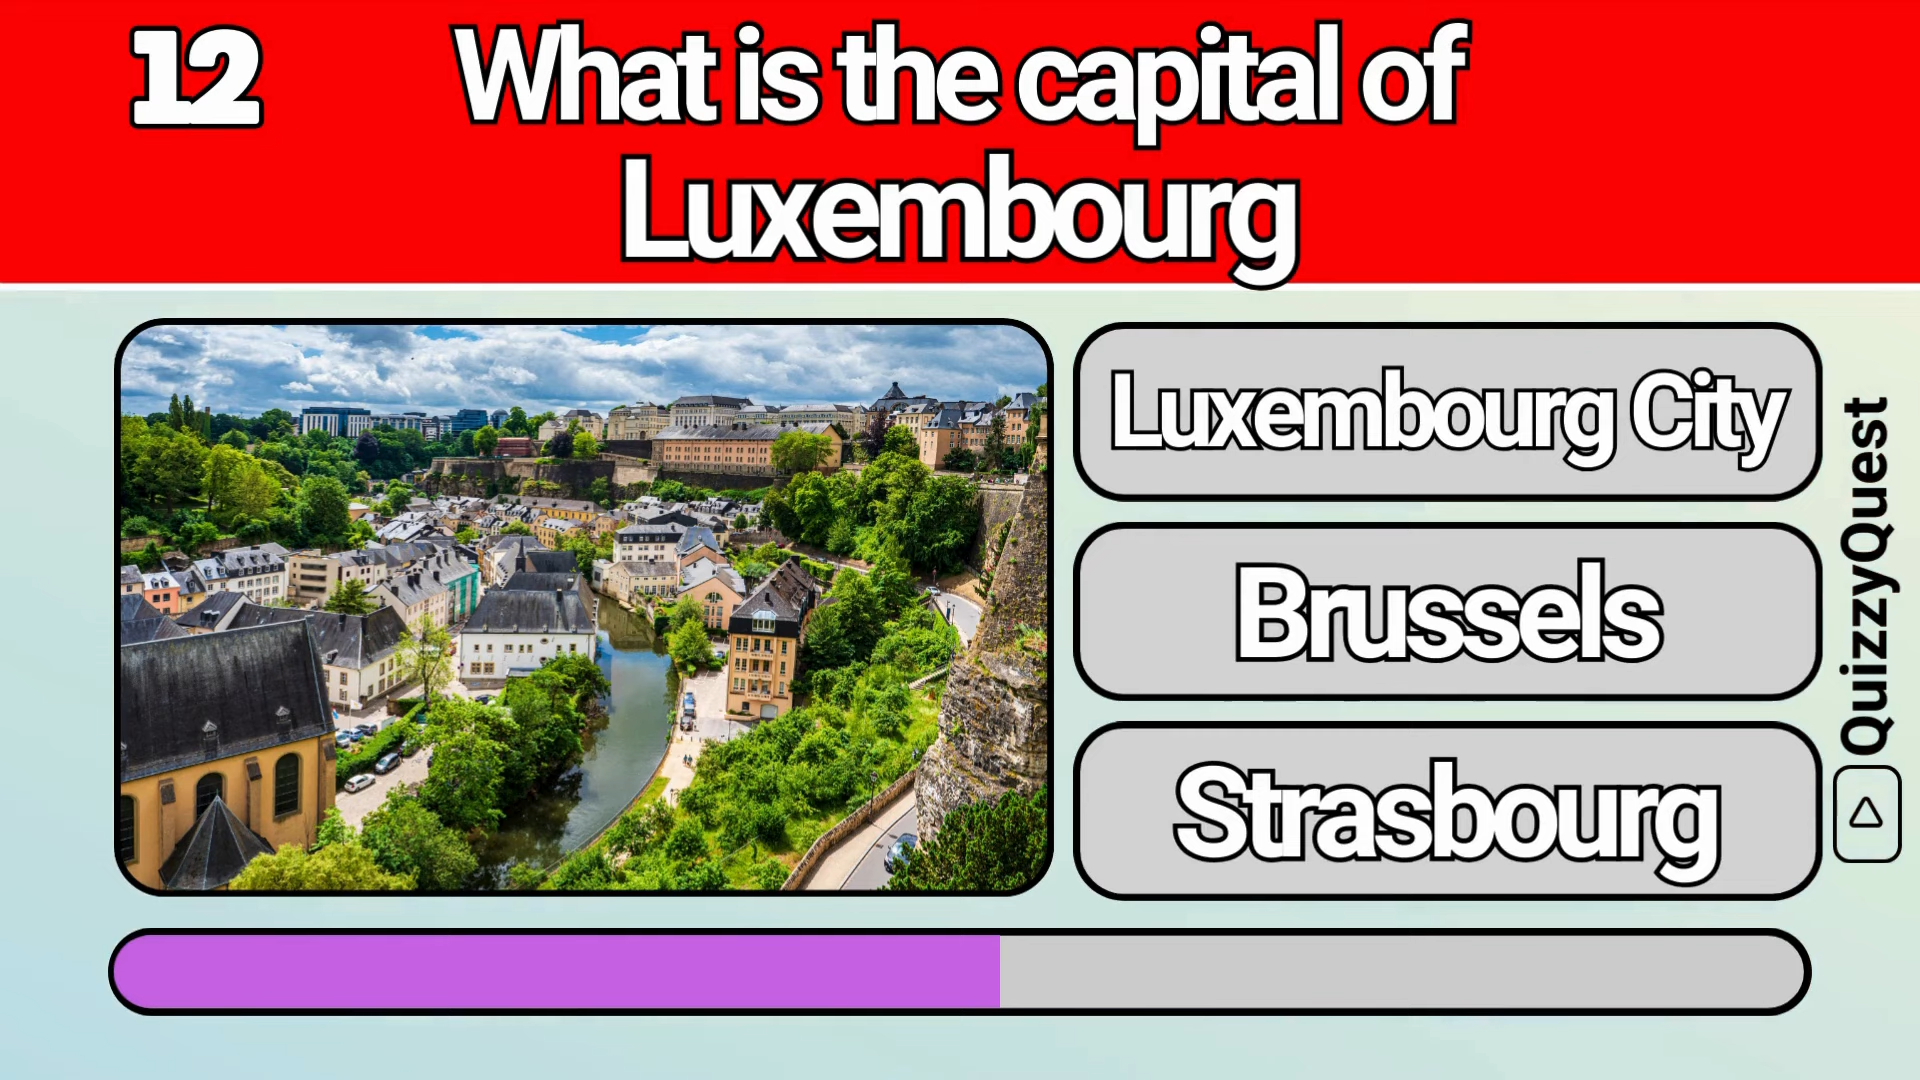 12
What is the capital of
Luxembourg
Luxembourg City
Brussels
Strasbourg
QuizzyQuest